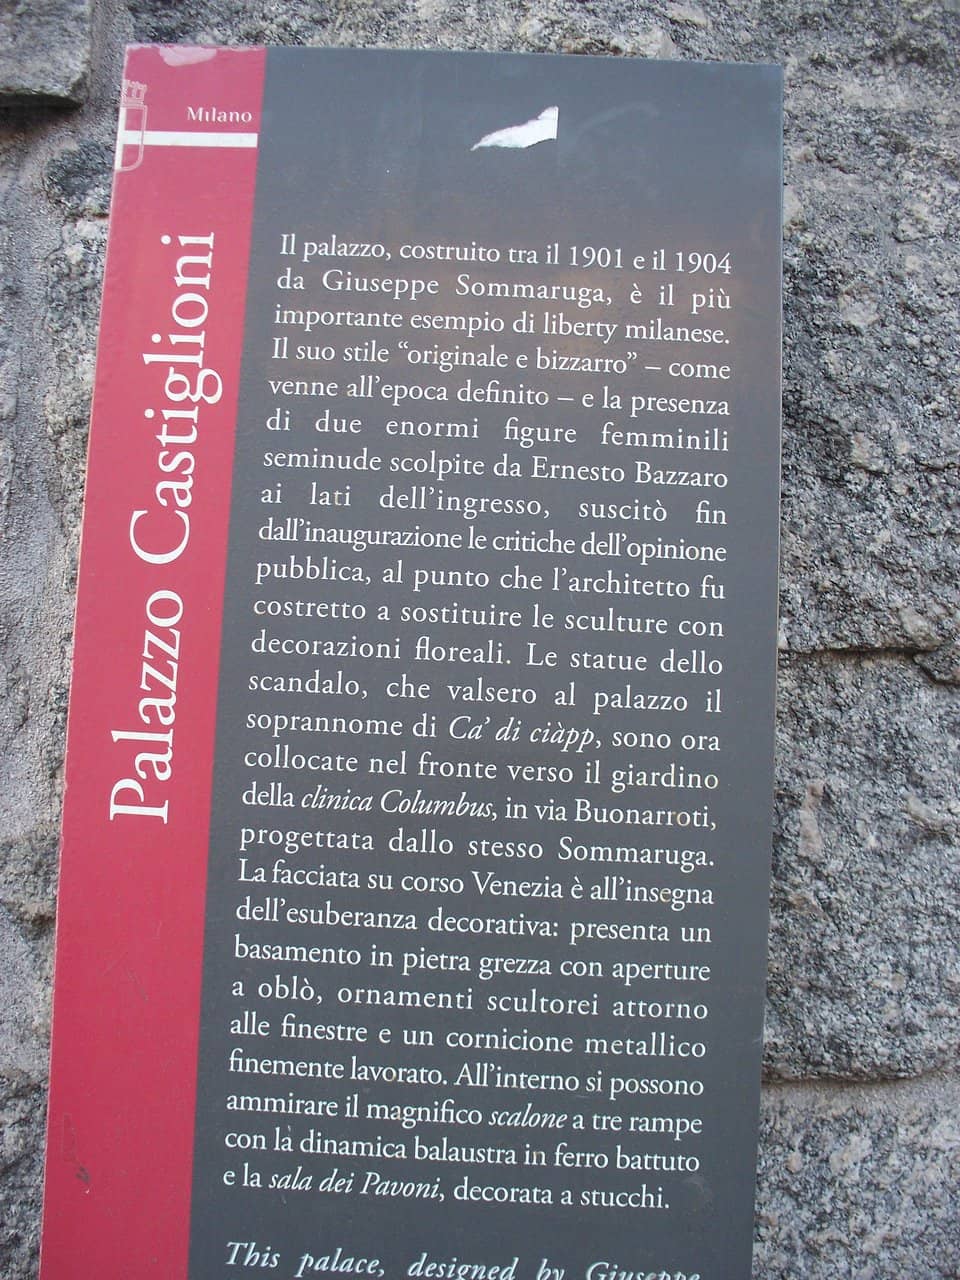 Milano
Palazzo Castiglioni
Il palazzo, costruito tra il 1901 e il 1904
da Giuseppe Sommaruga, è il più
importante esempio di liberty milanese.
Il suo stile “originale e bizzarro” – come
venne all’epoca definito – e la presenza
di due enormi figure femminili
seminude scolpite da Ernesto Bazzaro
ai lati dell’ingresso, suscitò fin
dall’inaugurazione le critiche dell’opinione
pubblica, al punto che l’architetto fu
costretto a sostituire le sculture con
decorazioni floreali. Le statue dello
scandalo, che valsero al palazzo il
soprannome di Ca’ di ciàpp, sono ora
collocate nel fronte verso il giardino
della clinica Columbus, in via Buonarroti,
progettata dallo stesso Sommaruga.
La facciata su corso Venezia è all’insegna
dell’esuberanza decorativa: presenta un
basamento in pietra grezza con aperture
a oblò, ornamenti scultorei attorno
alle finestre e un cornicione metallico
finemente lavorato. All’interno si possono
ammirare il magnifico scalone a tre rampe
con la dinamica balaustra in ferro battuto
e la sala dei Pavoni, decorata a stucchi.
This palace, designed by Giuseppe